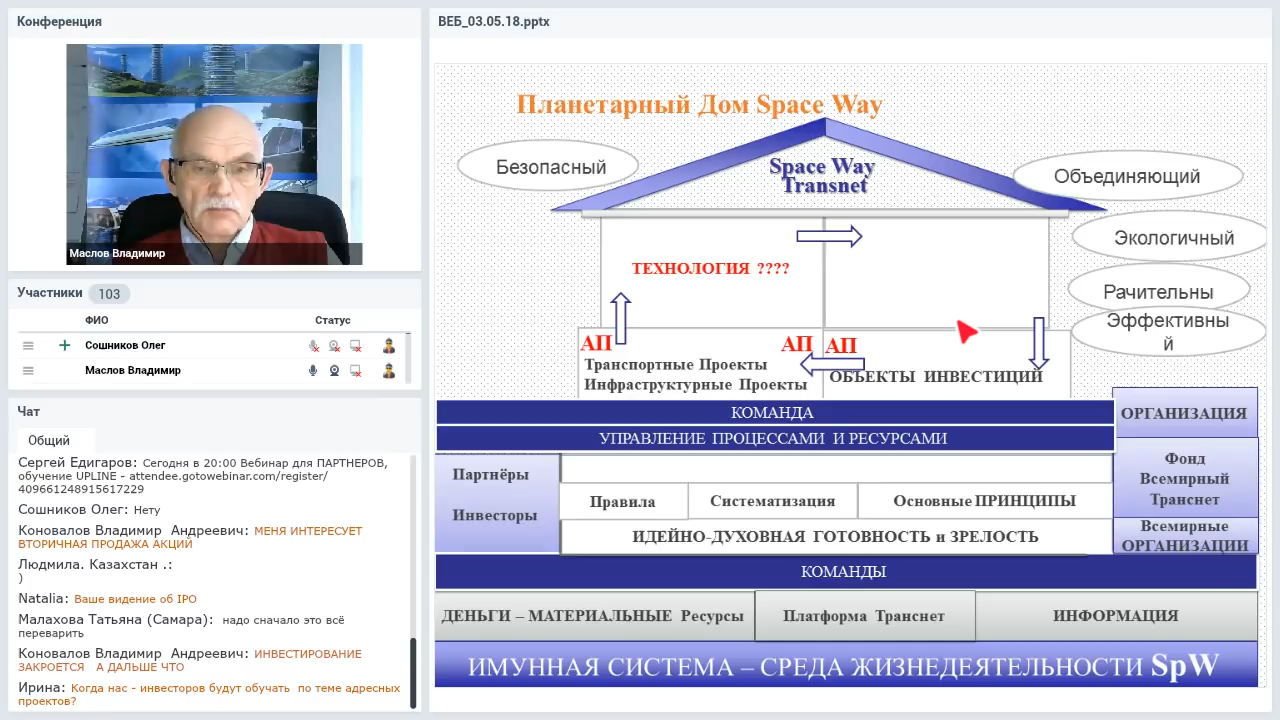 Конференция
Маслов Владимир
Участники 103
ФИО Статус
Сошников Олег
Маслов Владимир
Чат
Общий
Сергей Едигаров: Сегодня в 20:00 Вебинар для ПАРТНЕРОВ,
обучение UPLINE - attendee.gotowebinar.com/register/
409661248915617229
Сошников Олег: Нету
Коновалов Владимир Андреевич: МЕНЯ ИНТЕРЕСУЕТ
ВТОРИЧНАЯ ПРОДАЖА АКЦИЙ
Людмила. Казахстан .:
)
Natalia: Ваше видение об IPO
Малахова Татьяна (Самара): надо сначало это всё
переварить
Коновалов Владимир Андреевич: ИНВЕСТИРОВАНИЕ
ЗАКРОЕТСЯ А ДАЛЬШЕ ЧТО
Ирина: Когда нас - инвесторов будут обучать по теме адресных
проектов?
ВЕБ_03.05.18.pptx
Планетарный Дом Space Way
Безопасный
Space Way
Transnet
Объединяющий
Экологичный
Рачительны
Эффективны
й
ТЕХНОЛОГИЯ ????
АП АП АП
Транспортные Проекты
Инфраструктурные Проекты
ОБЪЕКТЫ ИНВЕСТИЦИЙ
КОМАНДА
УПРАВЛЕНИЕ ПРОЦЕССАМИ И РЕСУРСАМИ
ОРГАНИЗАЦИЯ
Партнёры
Инвесторы
Правила
Систематизация
Основные ПРИНЦИПЫ
ИДЕЙНО-ДУХОВНАЯ ГОТОВНОСТЬ и ЗРЕЛОСТЬ
Фонд
Всемирный
Транснет
Всемирные
ОРГАНИЗАЦИИ
КОМАНДЫ
ДЕНЬГИ – МАТЕРИАЛЬНЫЕ Ресурсы
Платформа Транснет
ИНФОРМАЦИЯ
ИМУННАЯ СИСТЕМА – СРЕДА ЖИЗНЕДЕЯТЕЛЬНОСТИ SpW